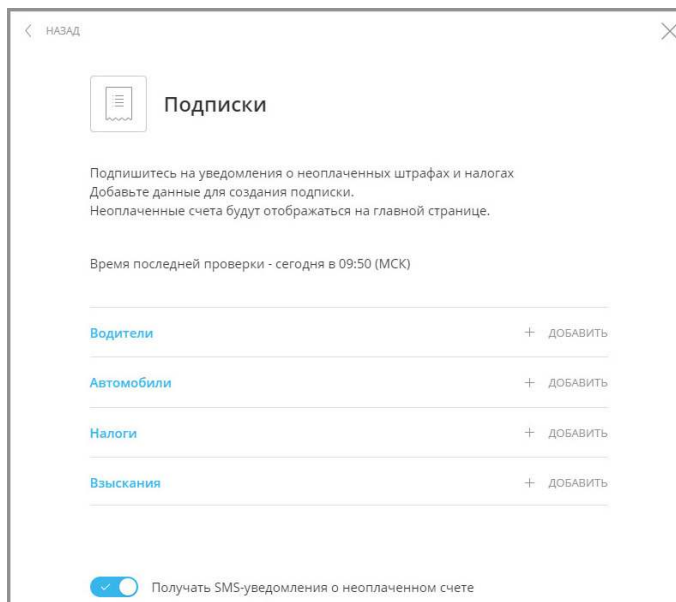 НАЗАД
Подписки
Подпишитесь на уведомления о неоплаченных штрафах и налогах
Добавьте данные для создания подписки.
Неоплаченные счета будут отображаться на главной странице.
Время последней проверки - сегодня в 09:50 (МСК)
Водители + ДОБАВИТЬ
Автомобили + ДОБАВИТЬ
Налоги + ДОБАВИТЬ
Взыскания + ДОБАВИТЬ
Получать SMS-уведомления о неоплаченном счете